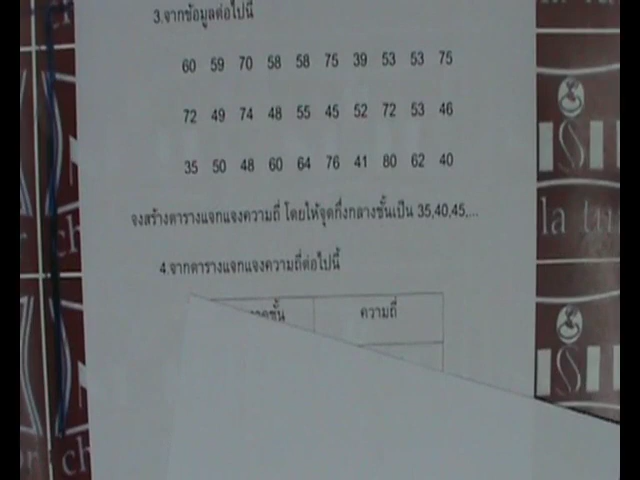 3.จากข้อมูลต่อไปนี้
60 59 70 58 58 75 39 53 53 75
72 49 74 48 55 45 52 72 53 46
35 50 48 60 64 76 41 80 62 40
จงสร้างตารางแจกแจงความถี่ โดยให้จุดกึ่งกลางชั้นเป็น 35,40,45,...
4.จากตารางแจกแจงความถี่ต่อไปนี้
ความถี่
la tu